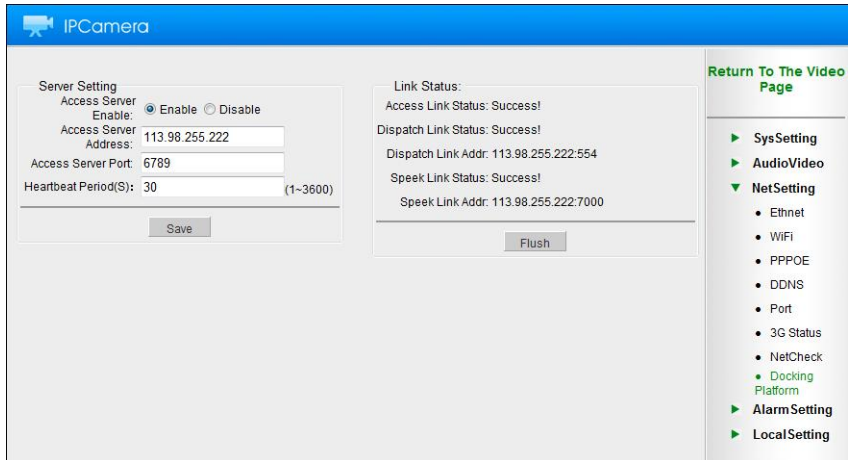 IPCamera
Server Setting
Access Server
Enable:
Enable
Disable
Access Server
Address:
113.98.255.222
Access Server Port:
6789
Heartbeat Period(S):
30
(1~3600)
Save
Link Status:
Access Link Status: Success!
Dispatch Link Status: Success!
Dispatch Link Addr: 113.98.255.222:554
Speek Link Status: Success!
Speek Link Addr: 113.98.255.222:7000
Flush
Return To The Video
Page
SysSetting
AudioVideo
NetSetting
Ethnet
WiFi
PPPOE
DDNS
Port
3G Status
NetCheck
Docking
Platform
AlarmSetting
LocalSetting